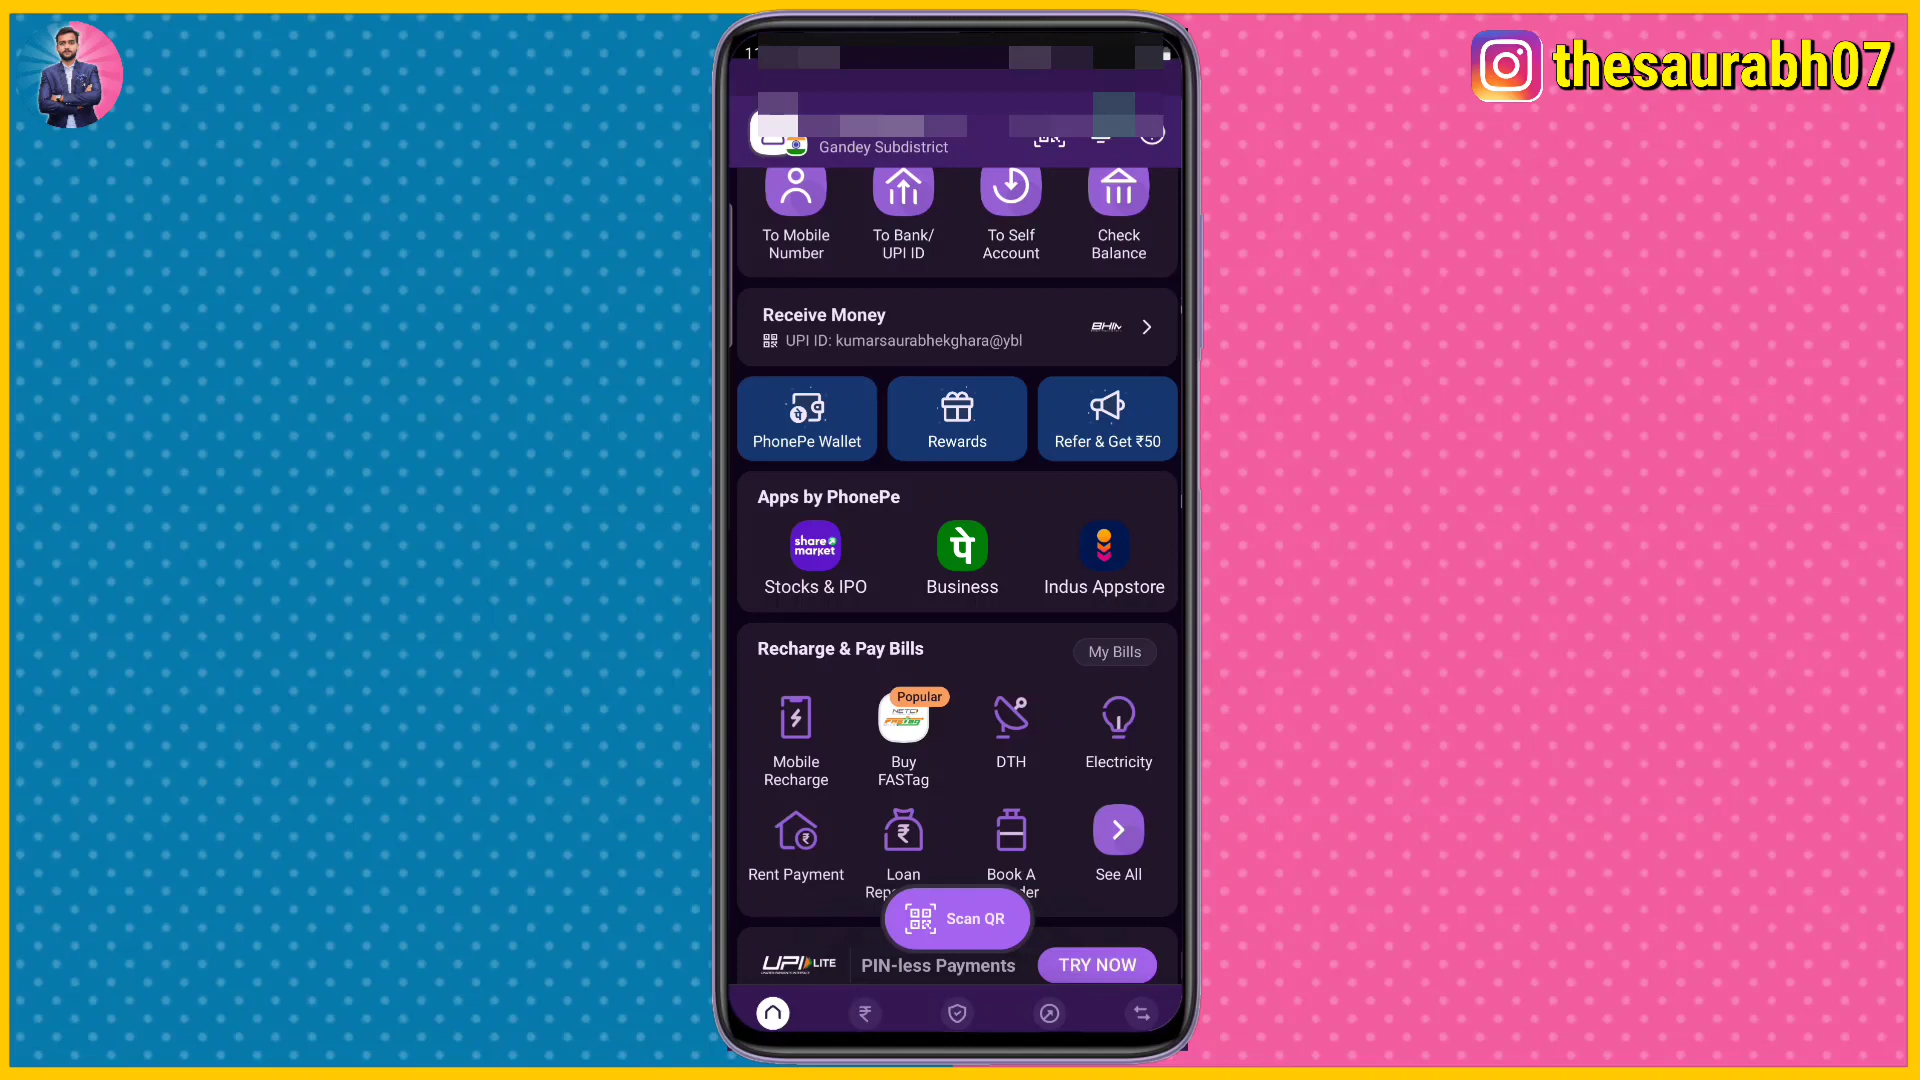 thesaurabh07
Gandey Subdistrict
To Mobile
Number
To Bank/
UPI ID
To Self
Account
Check
Balance
Receive Money
UPI ID: kumarsaurabhekghara@ybl
BHIM
PhonePe Wallet
Rewards
Refer & Get ₹50
Apps by PhonePe
share
market
पे
Stocks & IPO
Business
Indus Appstore
Recharge & Pay Bills
My Bills
Popular
Mobile
Recharge
Buy
FASTag
DTH
Electricity
Rent Payment
Loan
Book A
See All
Scan QR
UPI LITE
PIN-less Payments
TRY NOW